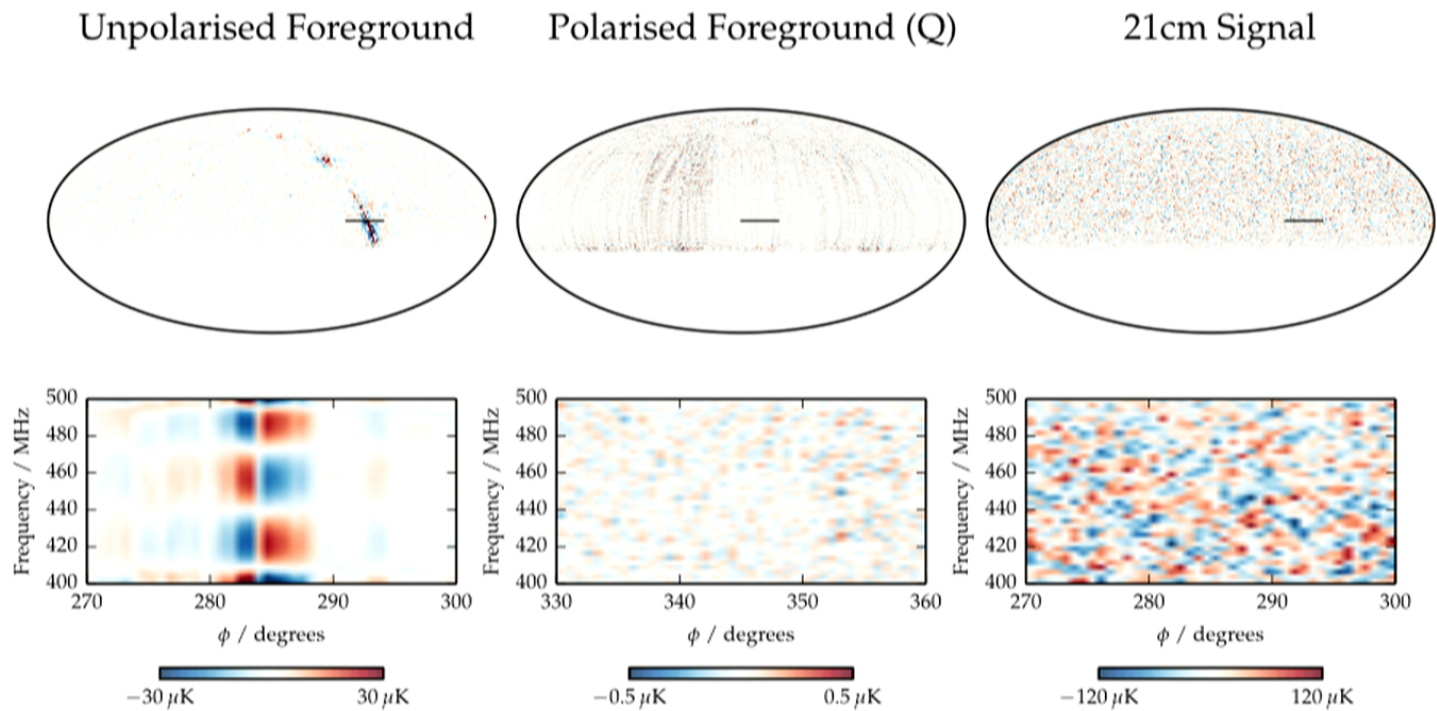 Unpolarised Foreground
Polarised Foreground (Q)
21cm Signal
500
480
460
440
420
400
Frequency / MHz
270
280
290
300
ϕ / degrees
−30 μK
30 μK
500
480
460
440
420
400
Frequency / MHz
330
340
350
360
ϕ / degrees
−0.5 μK
0.5 μK
500
480
460
440
420
400
Frequency / MHz
270
280
290
300
ϕ / degrees
−120 μK
120 μK